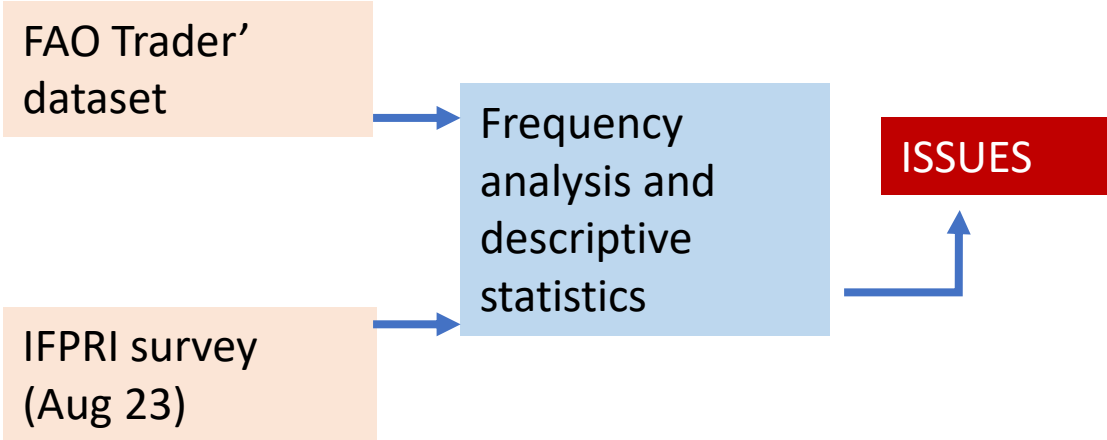 FAO Trader’
dataset
Frequency
analysis and
descriptive
statistics
ISSUES
IFPRI survey
(Aug 23)